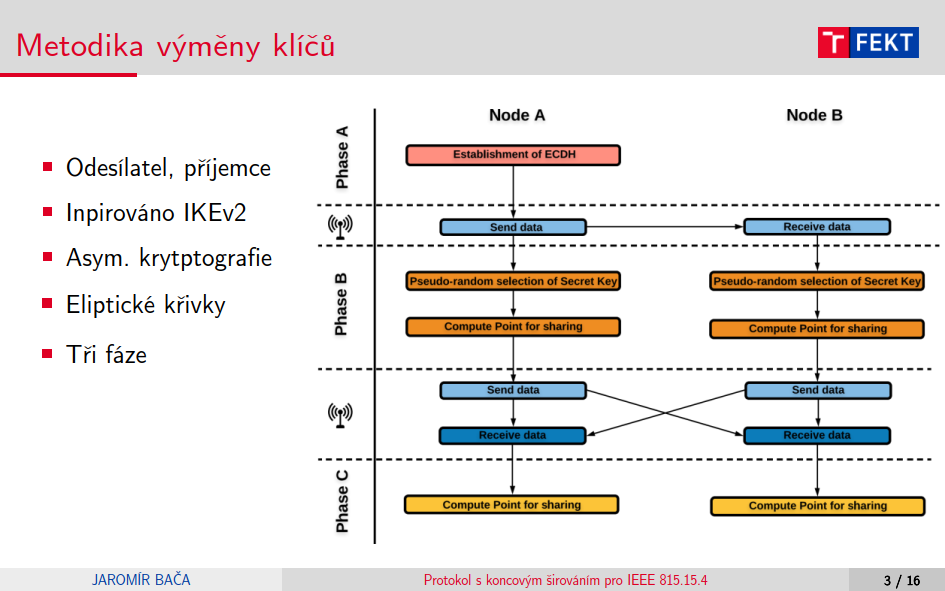 Metodika výměny klíčů
T FEKT
Odesílatel, příjemce
Inpirováno IKEv2
Asym. krytptografie
Eliptické křivky
Tři fáze
Node A
Node B
Phase A
Establishment of ECDH
Send data
Receive data
Phase B
Pseudo-random selection of Secret Key
Pseudo-random selection of Secret Key
Compute Point for sharing
Compute Point for sharing
Send data
Send data
Receive data
Receive data
Phase C
Compute Point for sharing
Compute Point for sharing
JAROMÍR BAČA
Protokol s koncovým širováním pro IEEE 815.15.4
3 / 16